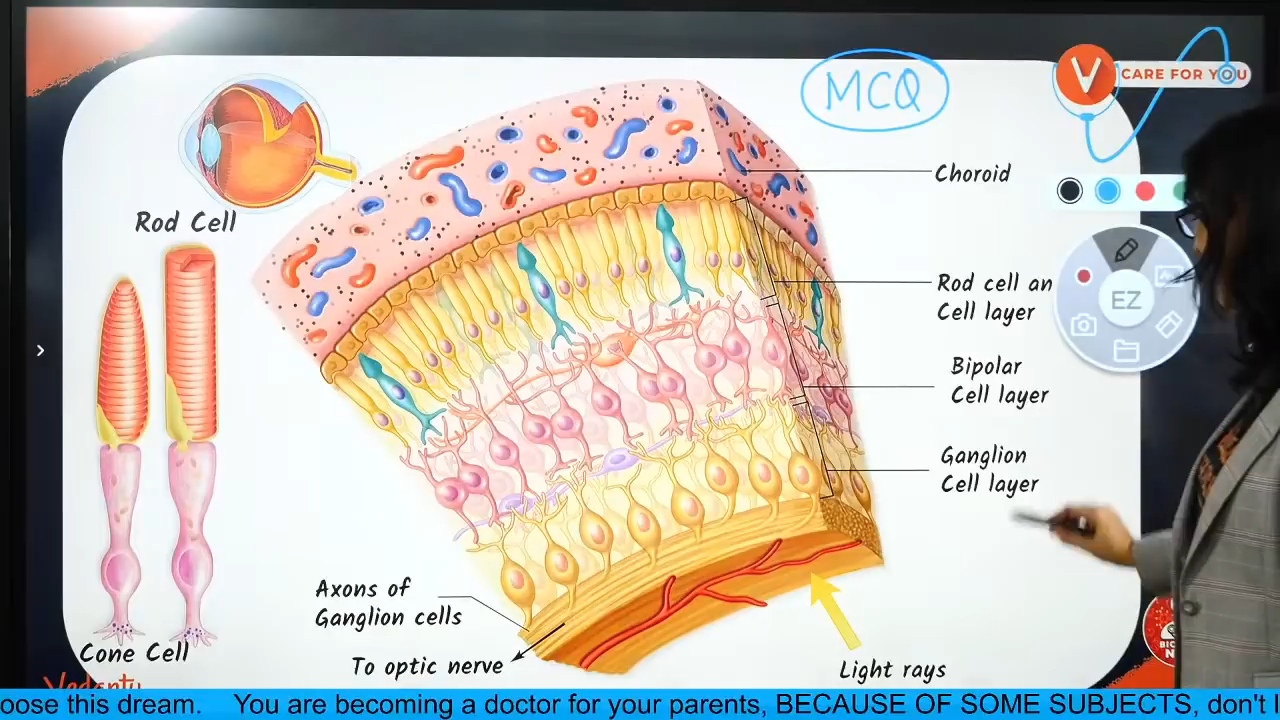 MCQ
CARE FOR YOU
Choroid
Rod Cell
Rod cell an
Cell layer
EZ
Bipolar
Cell layer
Ganglion
Cell layer
Axons of
Ganglion cells
To optic nerve
Light rays
Cone Cell
oose this dream. You are becoming a doctor for your parents, BECAUSE OF SOME SUBJECTS, don't